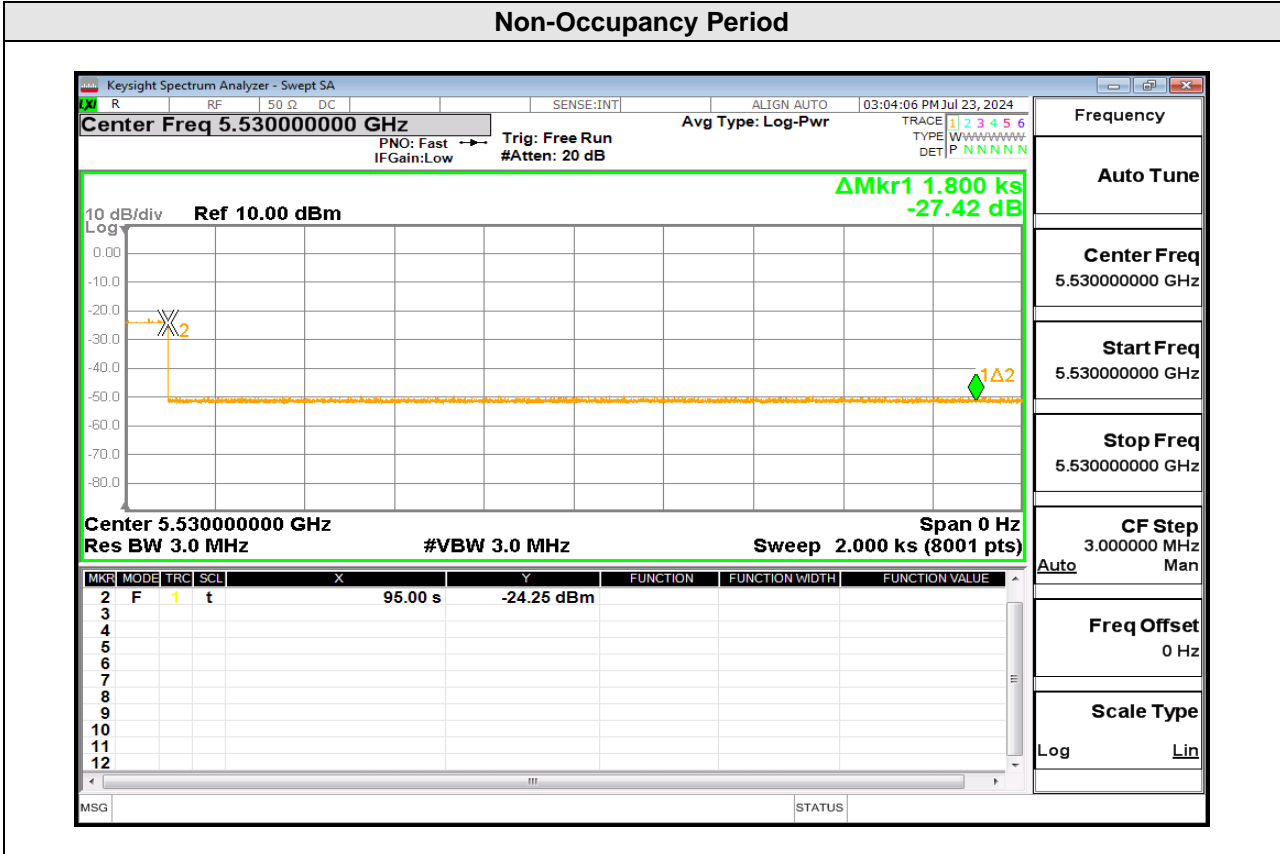 Non-Occupancy Period
Keysight Spectrum Analyzer - Swept SA
LXI R RF 50 Ω DC SENSE:INT ALIGN AUTO 03:04:06 PM Jul 23, 2024
Center Freq 5.530000000 GHz
PNO: Fast
IFGain:Low
Trig: Free Run
#Atten: 20 dB
Avg Type: Log-Pwr
TRACE 1 2 3 4 5 6
TYPE WWWWWWW
DET P N N N N N
ΔMkr1 1.800 ks
-27.42 dB
10 dB/div Ref 10.00 dBm
Log
0.00
-10.0
-20.0
-30.0
-40.0
-50.0
-60.0
-70.0
-80.0
2
1Δ2
Center 5.530000000 GHz Span 0 Hz
Res BW 3.0 MHz #VBW 3.0 MHz Sweep 2.000 ks (8001 pts)
MKR MODE TRC SCL X Y FUNCTION FUNCTION WIDTH FUNCTION VALUE
2 F 1 t 95.00 s -24.25 dBm
3
4
5
6
7
8
9
10
11
12
MSG STATUS
Frequency
Auto Tune
Center Freq
5.530000000 GHz
Start Freq
5.530000000 GHz
Stop Freq
5.530000000 GHz
CF Step
3.000000 MHz
Auto Man
Freq Offset
0 Hz
Scale Type
Log Lin